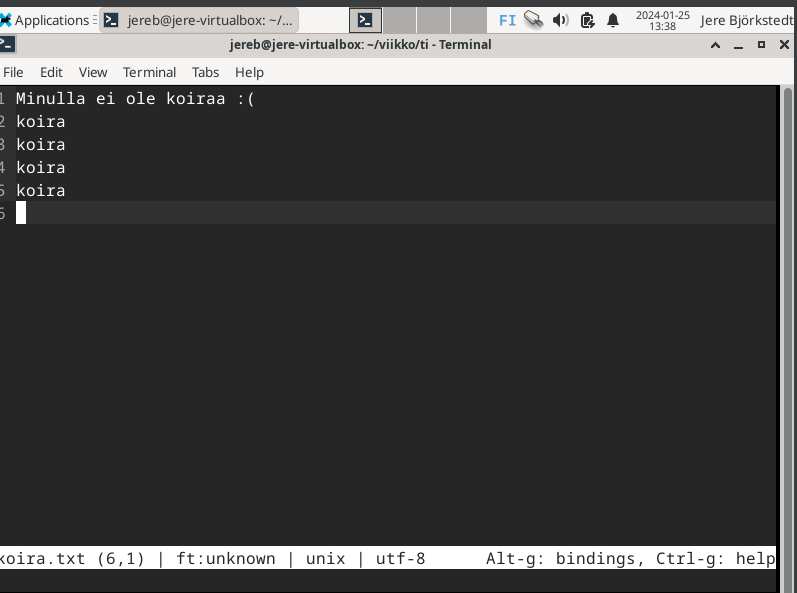 Applications
jereb@jere-virtualbox: ~/...
FI
2024-01-25
13:38
Jere Björkstedt
jereb@jere-virtualbox: ~/viikko/ti - Terminal
File Edit View Terminal Tabs Help
1 Minulla ei ole koiraa :(
2 koira
3 koira
4 koira
5 koira
6
koira.txt (6,1) | ft:unknown | unix | utf-8 Alt-g: bindings, Ctrl-g: help